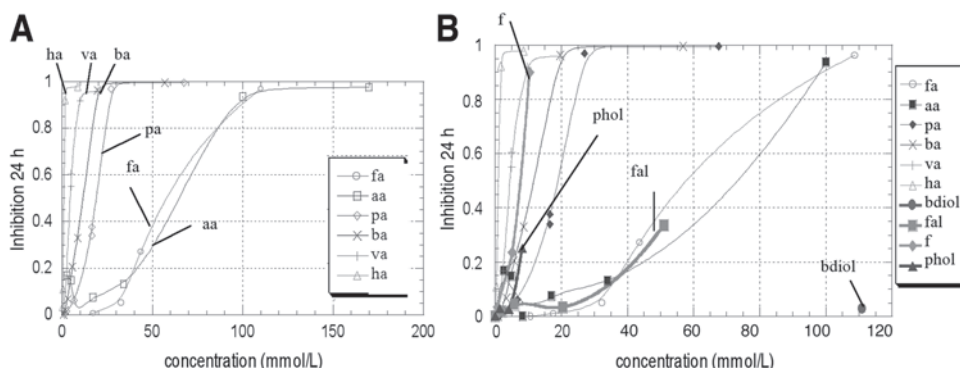 A
ha va ba
Inhibition 24 h
1
0.8
0.6
0.4
0.2
0
pa
fa
aa
fa
aa
pa
ba
va
ha
0 50 100 150 200
concentration (mmol/L)
B
f
Inhibition 24 h
1
0.8
0.6
0.4
0.2
0
phol
fal
bdiol
0 20 40 60 80 100 120
concentration (mmol/L)
fa
aa
pa
ba
va
ha
bdiol
fal
f
phol